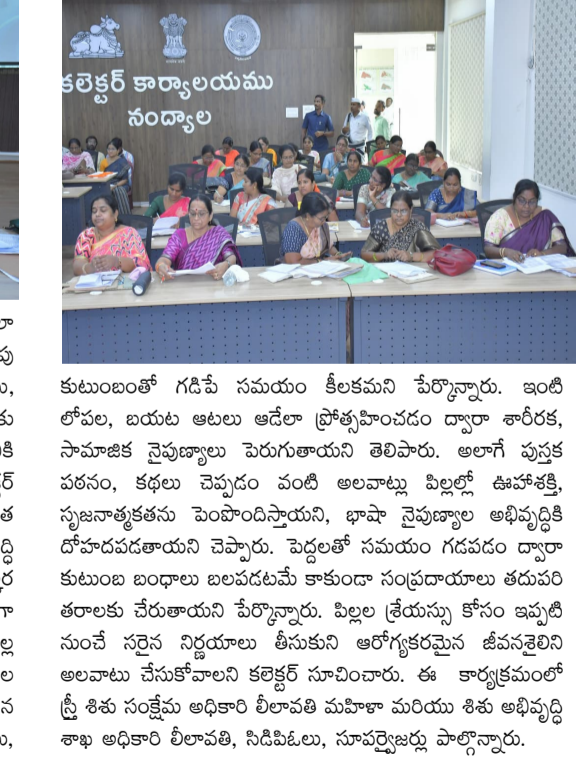 కలెక్టర్ కార్యాలయము
నంద్యాల
కుటుంబంతో గడిపే సమయం కీలకమని పేర్కొన్నారు. ఇంటి
లోపల, బయట ఆటలు ఆడేలా ప్రోత్సహించడం ద్వారా శారీరక,
సామాజిక నైపుణ్యాలు పెరుగుతాయని తెలిపారు. అలాగే పుస్తక
పఠనం, కథలు చెప్పడం వంటి అలవాట్లు పిల్లల్లో ఊహాశక్తి,
సృజనాత్మకతను పెంపొందిస్తాయని, భాషా నైపుణ్యాల అభివృద్ధికి
దోహదపడతాయని చెప్పారు. పెద్దలతో సమయం గడపడం ద్వారా
కుటుంబ బంధాలు బలపడటమే కాకుండా సంప్రదాయాలు తదుపరి
తరాలకు చేరుతాయని పేర్కొన్నారు. పిల్లల శ్రేయస్సు కోసం ఇప్పటి
నుంచే సరైన నిర్ణయాలు తీసుకుని ఆరోగ్యకరమైన జీవనశైలిని
అలవాటు చేసుకోవాలని కలెక్టర్ సూచించారు. ఈ కార్యక్రమంలో
స్త్రీ శిశు సంక్షేమ అధికారి లీలావతి మహిళా మరియు శిశు అభివృద్ధి
శాఖ అధికారి లీలావతి, సిడిపిఓలు, సూపర్వైజర్లు పాల్గొన్నారు.